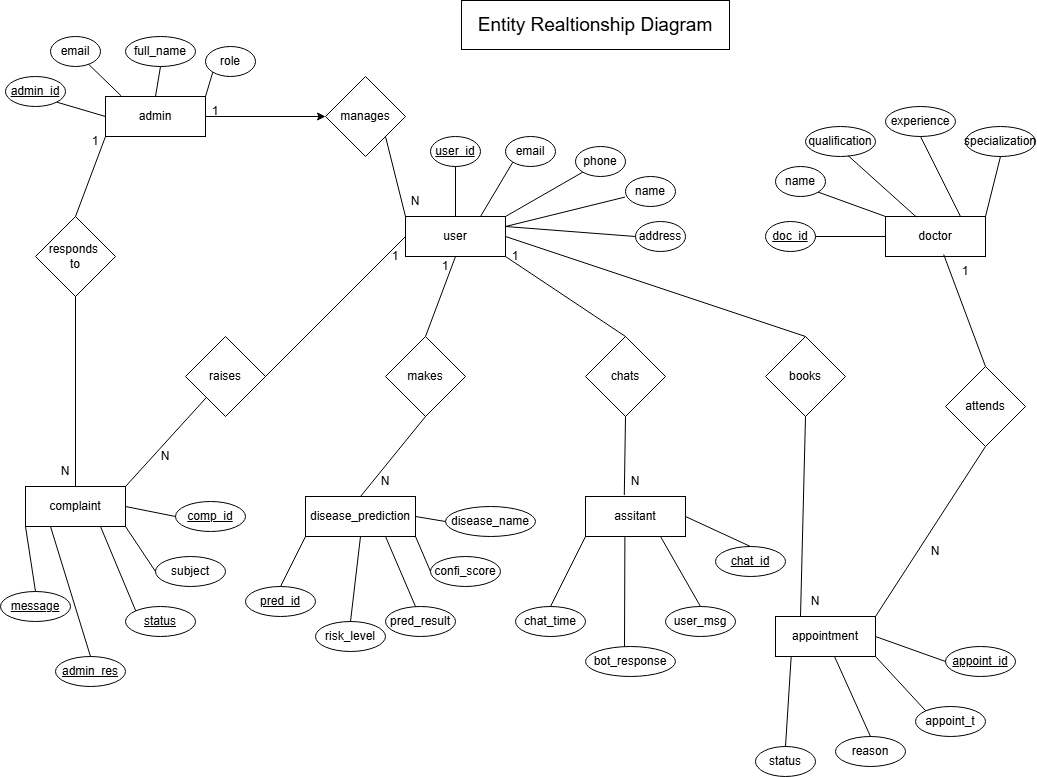 Entity Realtionship Diagram
email
full_name
role
admin_id
admin
1
manages
1
user_id
email
phone
name
address
N
user
1
1
1
qualification
experience
specialization
name
doc_id
doctor
1
responds
to
raises
makes
chats
books
attends
N
N
N
N
complaint
comp_id
subject
message
status
admin_res
disease_prediction
disease_name
confi_score
pred_id
risk_level
pred_result
assitant
chat_id
chat_time
user_msg
bot_response
N
N
appointment
appoint_id
appoint_t
reason
status